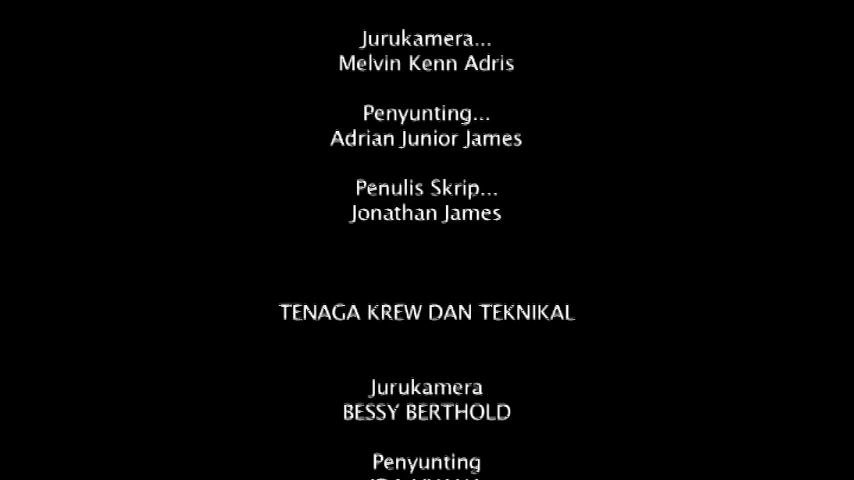 Jurukamera...
Melvin Kenn Adris
Penyunting...
Adrian Junior James
Penulis Skrip...
Jonathan James
TENAGA KREW DAN TEKNIKAL
Jurukamera
BESSY BERTHOLD
Penyunting